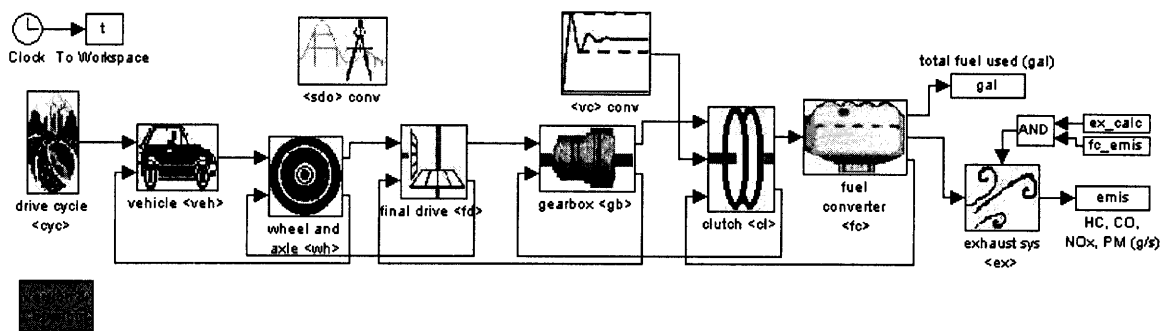 t
Clock To Workspace
<sdo> conv
<vc> conv
total fuel used (gal)
gal
AND
ex_calc
fc_emis
drive cycle
<cyc>
vehicle <veh>
wheel and
axle <wh>
final drive <fd>
gearbox <gb>
clutch <cl>
fuel
converter
<fc>
exhaust sys
<ex>
emis
HC, CO,
NOx, PM (g/s)